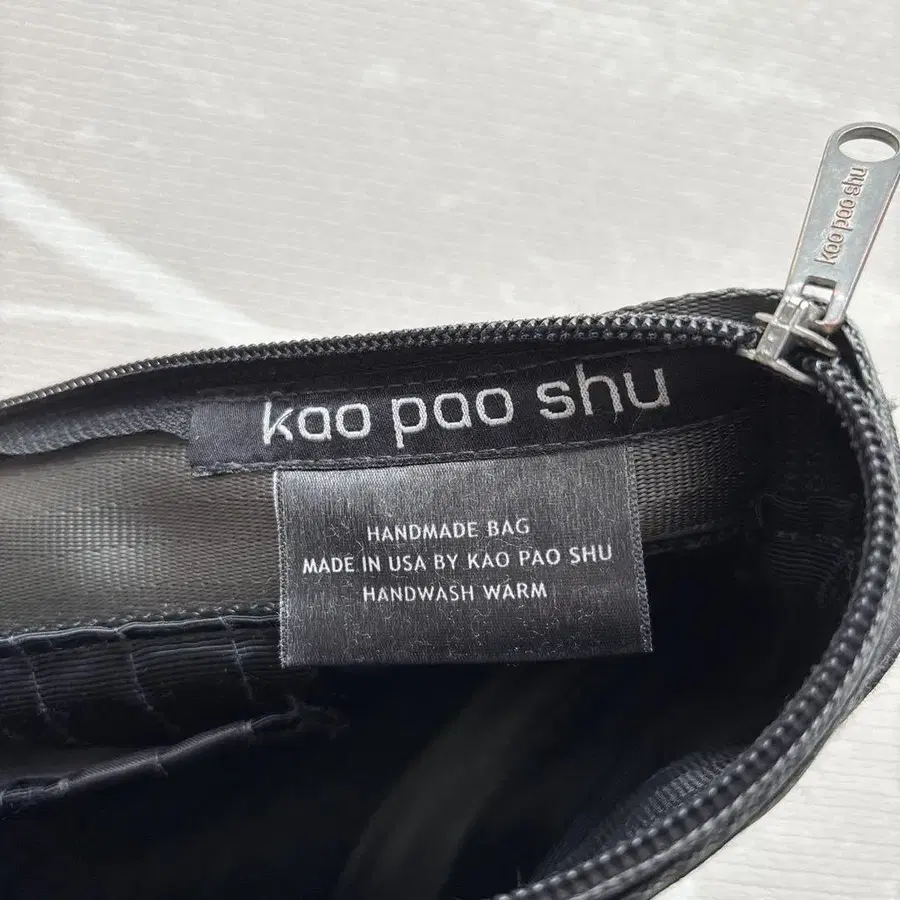 kao pao shu
kao pao shu
HANDMADE BAG
MADE IN USA BY KAO PAO SHU
HANDWASH WARM